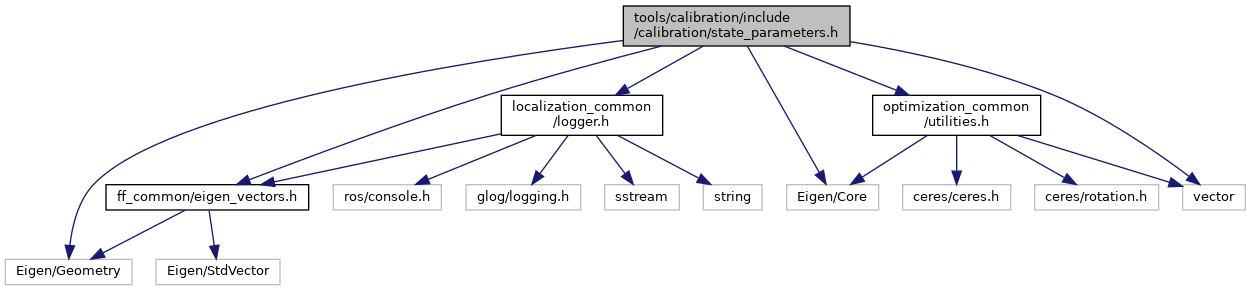 tools/calibration/include
/calibration/state_parameters.h
localization_common
/logger.h
optimization_common
/utilities.h
ff_common/eigen_vectors.h
ros/console.h
glog/logging.h
sstream
string
Eigen/Core
ceres/ceres.h
ceres/rotation.h
vector
Eigen/Geometry
Eigen/StdVector